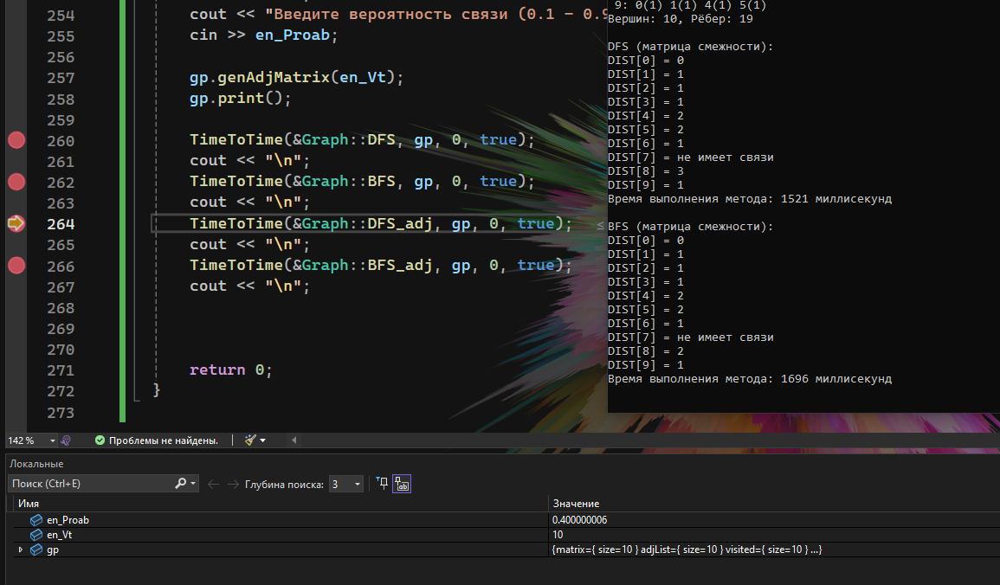 254 cout << "Введите вероятность связи (0.1 - 0.9
255 cin >> en_Proab;
256
257 gp.genAdjMatrix(en_Vt);
258 gp.print();
259
260 TimeToTime(&Graph::DFS, gp, 0, true);
261 cout << "\n";
262 TimeToTime(&Graph::BFS, gp, 0, true);
263 cout << "\n";
264 TimeToTime(&Graph::DFS_adj, gp, 0, true);
265 cout << "\n";
266 TimeToTime(&Graph::BFS_adj, gp, 0, true);
267 cout << "\n";
268
269
270
271 return 0;
272 }
273
9: 0(1) 1(1) 4(1) 5(1)
Вершин: 10, Рёбер: 19
DFS (матрица смежности):
DIST[0] = 0
DIST[1] = 1
DIST[2] = 1
DIST[3] = 1
DIST[4] = 2
DIST[5] = 2
DIST[6] = 1
DIST[7] = не имеет связи
DIST[8] = 3
DIST[9] = 1
Время выполнения метода: 1521 миллисекунд
≤
BFS (матрица смежности):
DIST[0] = 0
DIST[1] = 1
DIST[2] = 1
DIST[3] = 1
DIST[4] = 2
DIST[5] = 2
DIST[6] = 1
DIST[7] = не имеет связи
DIST[8] = 2
DIST[9] = 1
Время выполнения метода: 1696 миллисекунд
142 % Проблемы не найдены.
Локальные
Поиск (Ctrl+E) Глубина поиска: 3
Имя Значение
en_Proab 0.400000006
en_Vt 10
gp {matrix={ size=10 } adjList={ size=10 } visited={ size=10 } ...}